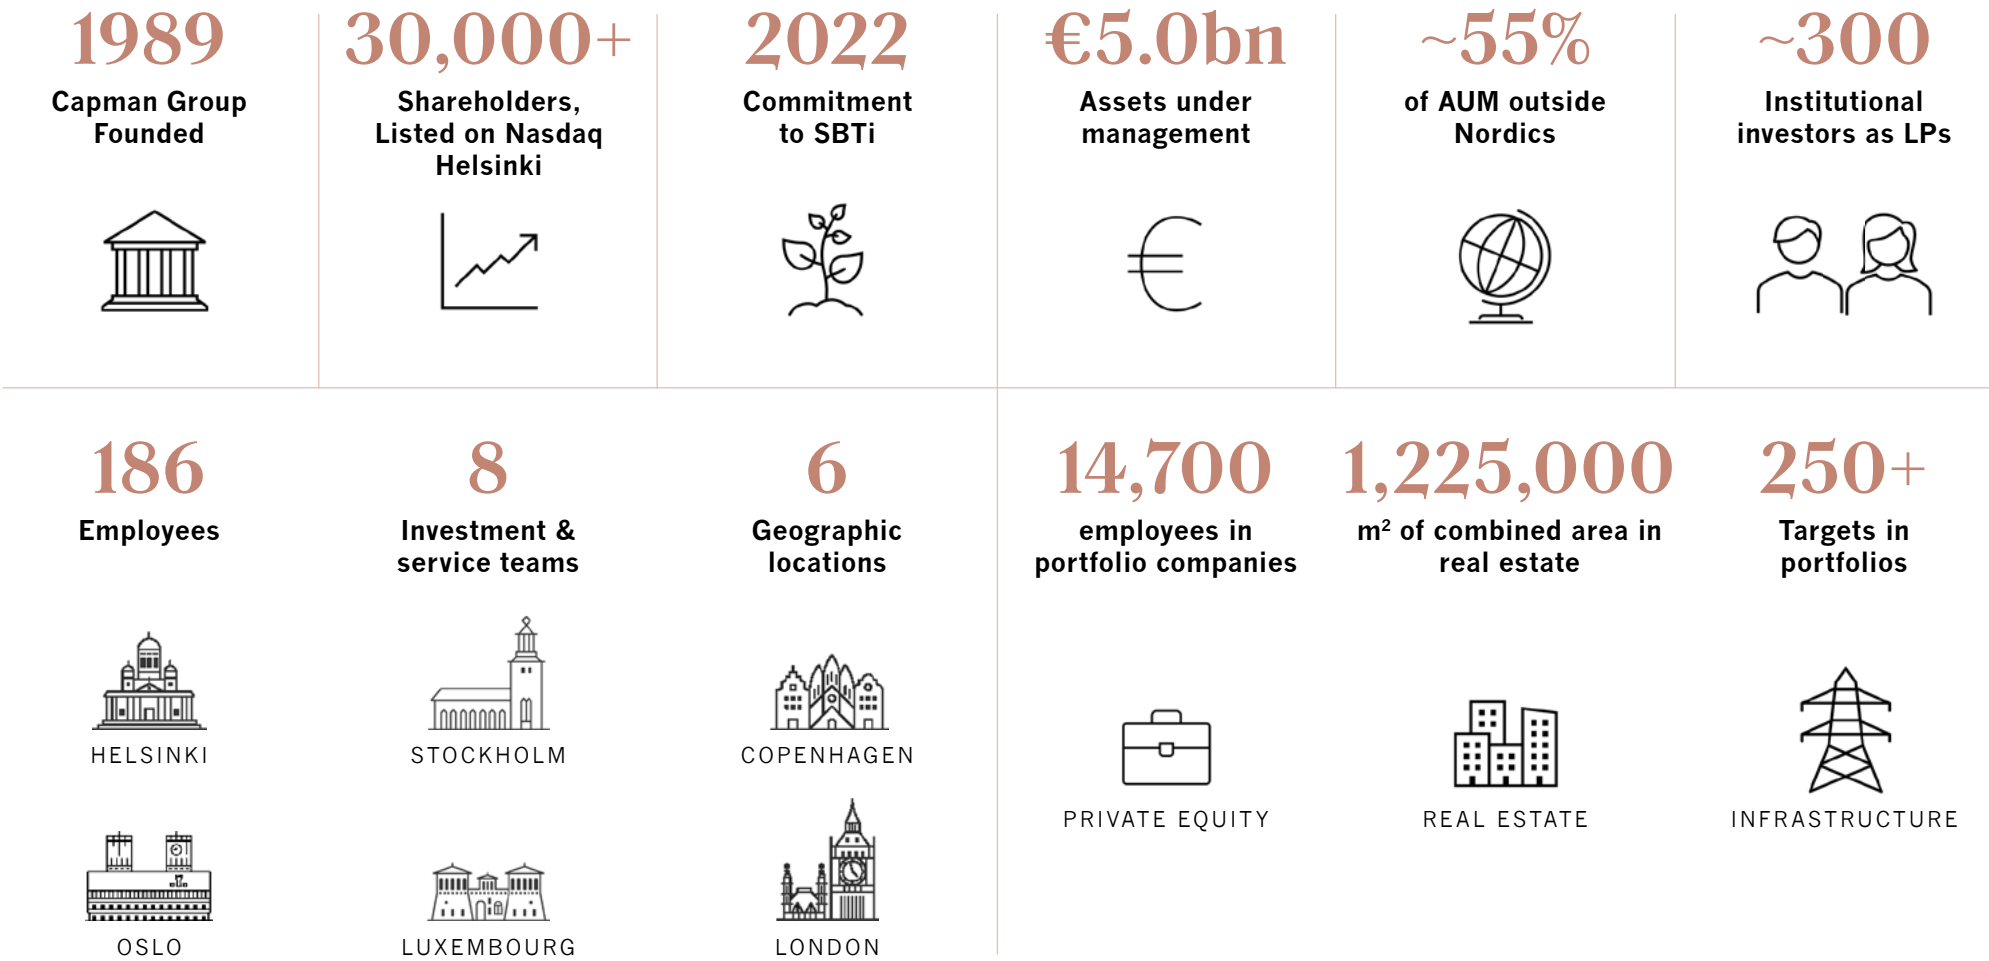 1989
Capman Group
Founded
30,000+
Shareholders,
Listed on Nasdaq
Helsinki
2022
Commitment
to SBTi
€5.0bn
Assets under
management
~55%
of AUM outside
Nordics
~300
Institutional
investors as LPs
186
Employees
8
Investment &
service teams
6
Geographic
locations
HELSINKI
STOCKHOLM
COPENHAGEN
OSLO
LUXEMBOURG
LONDON
14,700
employees in
portfolio companies
PRIVATE EQUITY
1,225,000
m² of combined area in
real estate
REAL ESTATE
250+
Targets in
portfolios
INFRASTRUCTURE